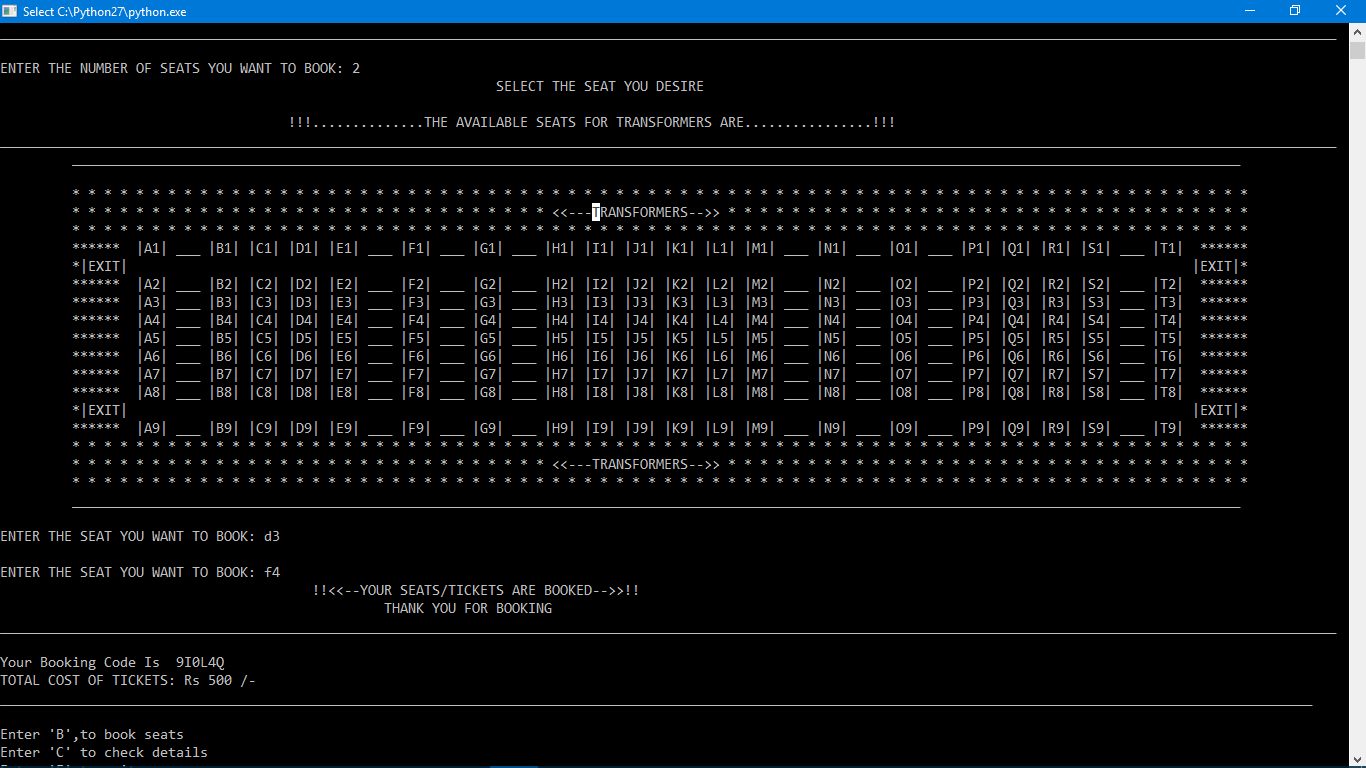 Select C:\Python27\python.exe
ENTER THE NUMBER OF SEATS YOU WANT TO BOOK: 2
SELECT THE SEAT YOU DESIRE
!!!..............THE AVAILABLE SEATS FOR TRANSFORMERS ARE................!!!
* * * * * * * * * * * * * * * * * * * * * * * * * * * * * * * * * * * * * * * * * * * * * * * * * * * * * * * * * * * * * * * * * * * * * * * * * *
* * * * * * * * * * * * * * * * * * * * * * * * * * * * * * <<---TRANSFORMERS-->> * * * * * * * * * * * * * * * * * * * * * * * * * * * * * * * * *
* * * * * * * * * * * * * * * * * * * * * * * * * * * * * * * * * * * * * * * * * * * * * * * * * * * * * * * * * * * * * * * * * * * * * * * * * *
****** |A1| ___ |B1| |C1| |D1| |E1| ___ |F1| ___ |G1| ___ |H1| |I1| |J1| |K1| |L1| |M1| ___ |N1| ___ |O1| ___ |P1| |Q1| |R1| |S1| ___ |T1| ******
*|EXIT| |EXIT|*
****** |A2| ___ |B2| |C2| |D2| |E2| ___ |F2| ___ |G2| ___ |H2| |I2| |J2| |K2| |L2| |M2| ___ |N2| ___ |O2| ___ |P2| |Q2| |R2| |S2| ___ |T2| ******
****** |A3| ___ |B3| |C3| |D3| |E3| ___ |F3| ___ |G3| ___ |H3| |I3| |J3| |K3| |L3| |M3| ___ |N3| ___ |O3| ___ |P3| |Q3| |R3| |S3| ___ |T3| ******
****** |A4| ___ |B4| |C4| |D4| |E4| ___ |F4| ___ |G4| ___ |H4| |I4| |J4| |K4| |L4| |M4| ___ |N4| ___ |O4| ___ |P4| |Q4| |R4| |S4| ___ |T4| ******
****** |A5| ___ |B5| |C5| |D5| |E5| ___ |F5| ___ |G5| ___ |H5| |I5| |J5| |K5| |L5| |M5| ___ |N5| ___ |O5| ___ |P5| |Q5| |R5| |S5| ___ |T5| ******
****** |A6| ___ |B6| |C6| |D6| |E6| ___ |F6| ___ |G6| ___ |H6| |I6| |J6| |K6| |L6| |M6| ___ |N6| ___ |O6| ___ |P6| |Q6| |R6| |S6| ___ |T6| ******
****** |A7| ___ |B7| |C7| |D7| |E7| ___ |F7| ___ |G7| ___ |H7| |I7| |J7| |K7| |L7| |M7| ___ |N7| ___ |O7| ___ |P7| |Q7| |R7| |S7| ___ |T7| ******
****** |A8| ___ |B8| |C8| |D8| |E8| ___ |F8| ___ |G8| ___ |H8| |I8| |J8| |K8| |L8| |M8| ___ |N8| ___ |O8| ___ |P8| |Q8| |R8| |S8| ___ |T8| ******
*|EXIT| |EXIT|*
****** |A9| ___ |B9| |C9| |D9| |E9| ___ |F9| ___ |G9| ___ |H9| |I9| |J9| |K9| |L9| |M9| ___ |N9| ___ |O9| ___ |P9| |Q9| |R9| |S9| ___ |T9| ******
* * * * * * * * * * * * * * * * * * * * * * * * * * * * * * * * * * * * * * * * * * * * * * * * * * * * * * * * * * * * * * * * * * * * * * * * * *
* * * * * * * * * * * * * * * * * * * * * * * * * * * * * * <<---TRANSFORMERS-->> * * * * * * * * * * * * * * * * * * * * * * * * * * * * * * * * *
* * * * * * * * * * * * * * * * * * * * * * * * * * * * * * * * * * * * * * * * * * * * * * * * * * * * * * * * * * * * * * * * * * * * * * * * * *
ENTER THE SEAT YOU WANT TO BOOK: d3
ENTER THE SEAT YOU WANT TO BOOK: f4
!!<<--YOUR SEATS/TICKETS ARE BOOKED-->>!!
THANK YOU FOR BOOKING
Your Booking Code Is 9I0L4Q
TOTAL COST OF TICKETS: Rs 500 /-
Enter 'B',to book seats
Enter 'C' to check details